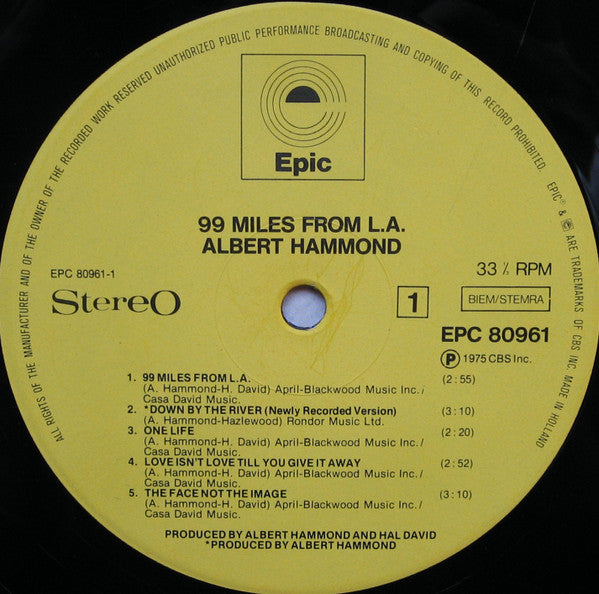 ALL RIGHTS OF THE MANUFACTURER AND OF THE OWNER OF THE RECORDED WORK RESERVED UNAUTHORIZED PUBLIC PERFORMANCE BROADCASTING AND COPYING OF THIS RECORD PROHIBITED. EPIC® & ARE TRADEMARKS OF CBS INC. MADE IN HOLLAND
Epic
99 MILES FROM L.A.
ALBERT HAMMOND
EPC 80961-1
Stereo
1
33⅓ RPM
BIEM/STEMRA
EPC 80961
Ⓟ 1975 CBS Inc.
1. 99 MILES FROM L.A. (2:55)
(A. Hammond-H. David) April-Blackwood Music Inc./
Casa David Music.
2. *DOWN BY THE RIVER (Newly Recorded Version) (3:10)
(A. Hammond-Hazlewood) Rondor Music Ltd.
3. ONE LIFE (2:20)
(A. Hammond-H. David) April-Blackwood Music Inc./
Casa David Music.
4. LOVE ISN'T LOVE TILL YOU GIVE IT AWAY (2:52)
(A. Hammond-H. David) April-Blackwood Music Inc./
Casa David Music.
5. THE FACE NOT THE IMAGE (3:10)
(A. Hammond-H. David) April-Blackwood Music Inc./
Casa David Music.
PRODUCED BY ALBERT HAMMOND AND HAL DAVID
*PRODUCED BY ALBERT HAMMOND